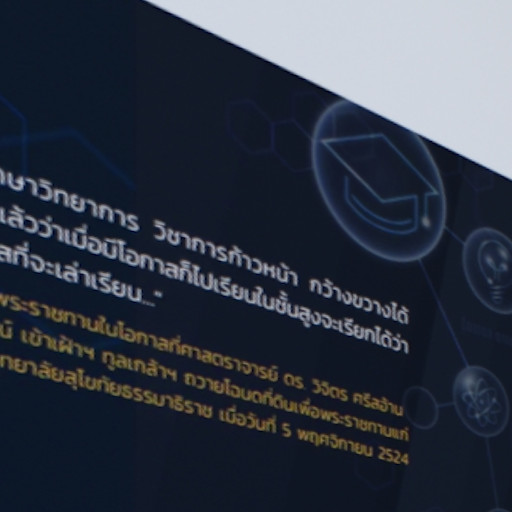 ษาวิทยาการ วิชาการก้าวหน้า กว้างขวางได้
แล้วว่าเมื่อมีโอกาสก็ไปเรียนในชั้นสูงจะเรียกได้ว่า
สที่จะเล่าเรียน..."
พระราชทานในโอกาสที่ศาสตราจารย์ ดร. วิจิตร ศรีสอ้าน
เข้าเฝ้าฯ ทูลเกล้าฯ ถวายโฉนดที่ดินเพื่อพระราชทานแก่
ทยาลัยสุโขทัยธรรมาธิราช เมื่อวันที่ 5 พฤศจิกายน 2524